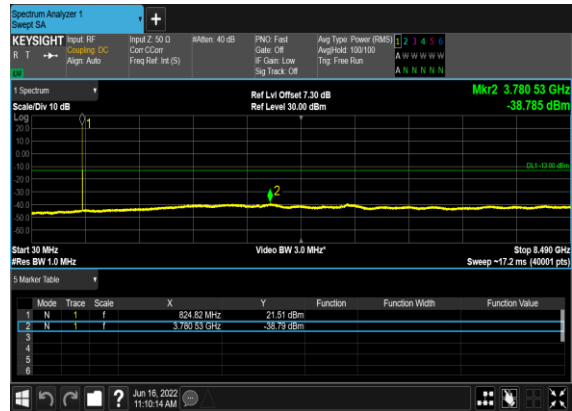 Spectrum Analyzer 1
Swept SA
+
KEYSIGHT Input: RF Input Z: 50 Ω #Atten: 40 dB PNO: Fast Avg Type: Power (RMS) 1 2 3 4 5 6
R T Coupling: DC Corr CCorr Gate: Off Avg|Hold: 100/100 A W W W W W
Align: Auto Freq Ref: Int (S) IF Gain: Low Trig: Free Run
Sig Track: Off A N N N N N
1 Spectrum Ref Lvl Offset 7.30 dB Mkr2 3.780 53 GHz
Scale/Div 10 dB Ref Level 30.00 dBm -38.785 dBm
Log
20.0
10.0
0.00
-10.0
-20.0
-30.0
-40.0
-50.0
-60.0
1
DL1 -13.00 dBm
2
Start 30 MHz Video BW 3.0 MHz* Stop 8.490 GHz
#Res BW 1.0 MHz Sweep ~17.2 ms (40001 pts)
5 Marker Table
Mode Trace Scale X Y Function Function Width Function Value
1 N 1 f 824.82 MHz 21.51 dBm
2 N 1 f 3.780 53 GHz -38.79 dBm
3
4
5
6
? Jun 16, 2022
11:10:14 AM